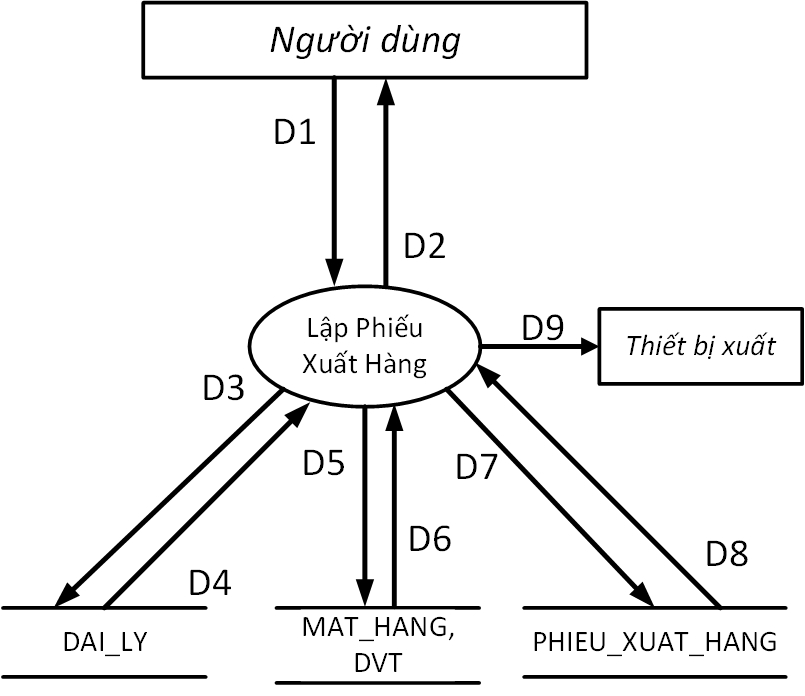 Người dùng
D1
D2
Lập Phiếu
Xuất Hàng
D9
Thiết bị xuất
D3
D5
D7
D4
D6
D8
DAI_LY
MAT_HANG,
DVT
PHIEU_XUAT_HANG